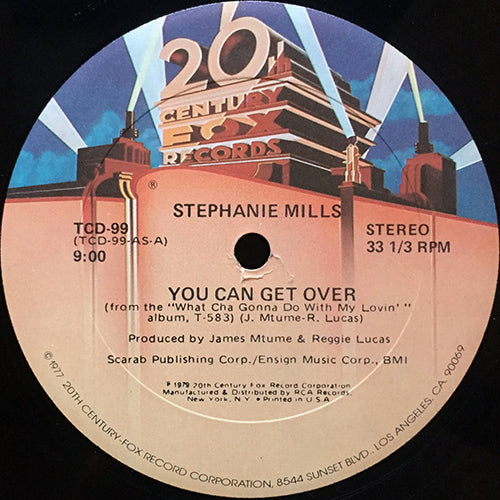 20th
CENTURY
FOX
RECORDS
®
STEPHANIE MILLS
TCD-99
(TCD-99-AS-A)
9:00
STEREO
33 1/3 RPM
YOU CAN GET OVER
(from the "What Cha Gonna Do With My Lovin' "
album, T-583) (J. Mtume-R. Lucas)
Produced by James Mtume & Reggie Lucas
Scarab Publishing Corp./Ensign Music Corp., BMI
℗ 1979 20th Century Fox Record Corporation
Manufactured & Distributed by RCA Records,
New York, N.Y. • Printed in U.S.A.
©1977 20TH CENTURY-FOX RECORD CORPORATION, 8544 SUNSET BLVD., LOS ANGELES, CA. 90069